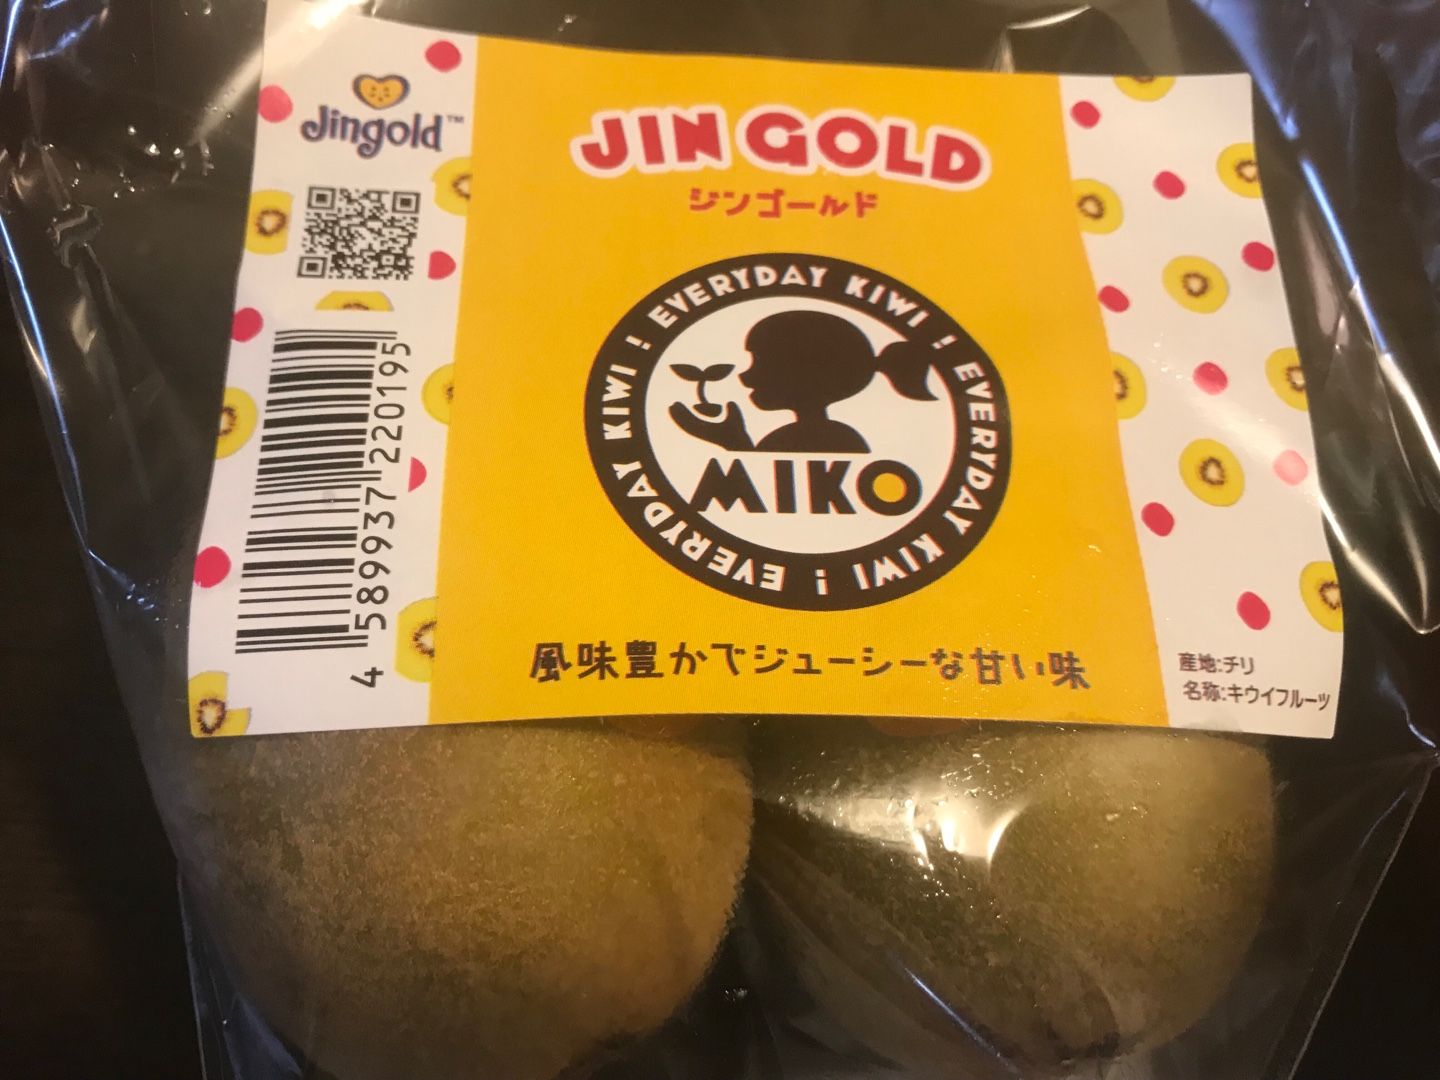 Jingold™
4 589937 220195
JIN GOLD
ジンゴールド
EVERYDAY KIWI ! EVERYDAY KIWI ! EVERYDAY KIWI !
MIKO
風味豊かでジューシーな甘い味
産地:チリ
名称:キウイフルーツ